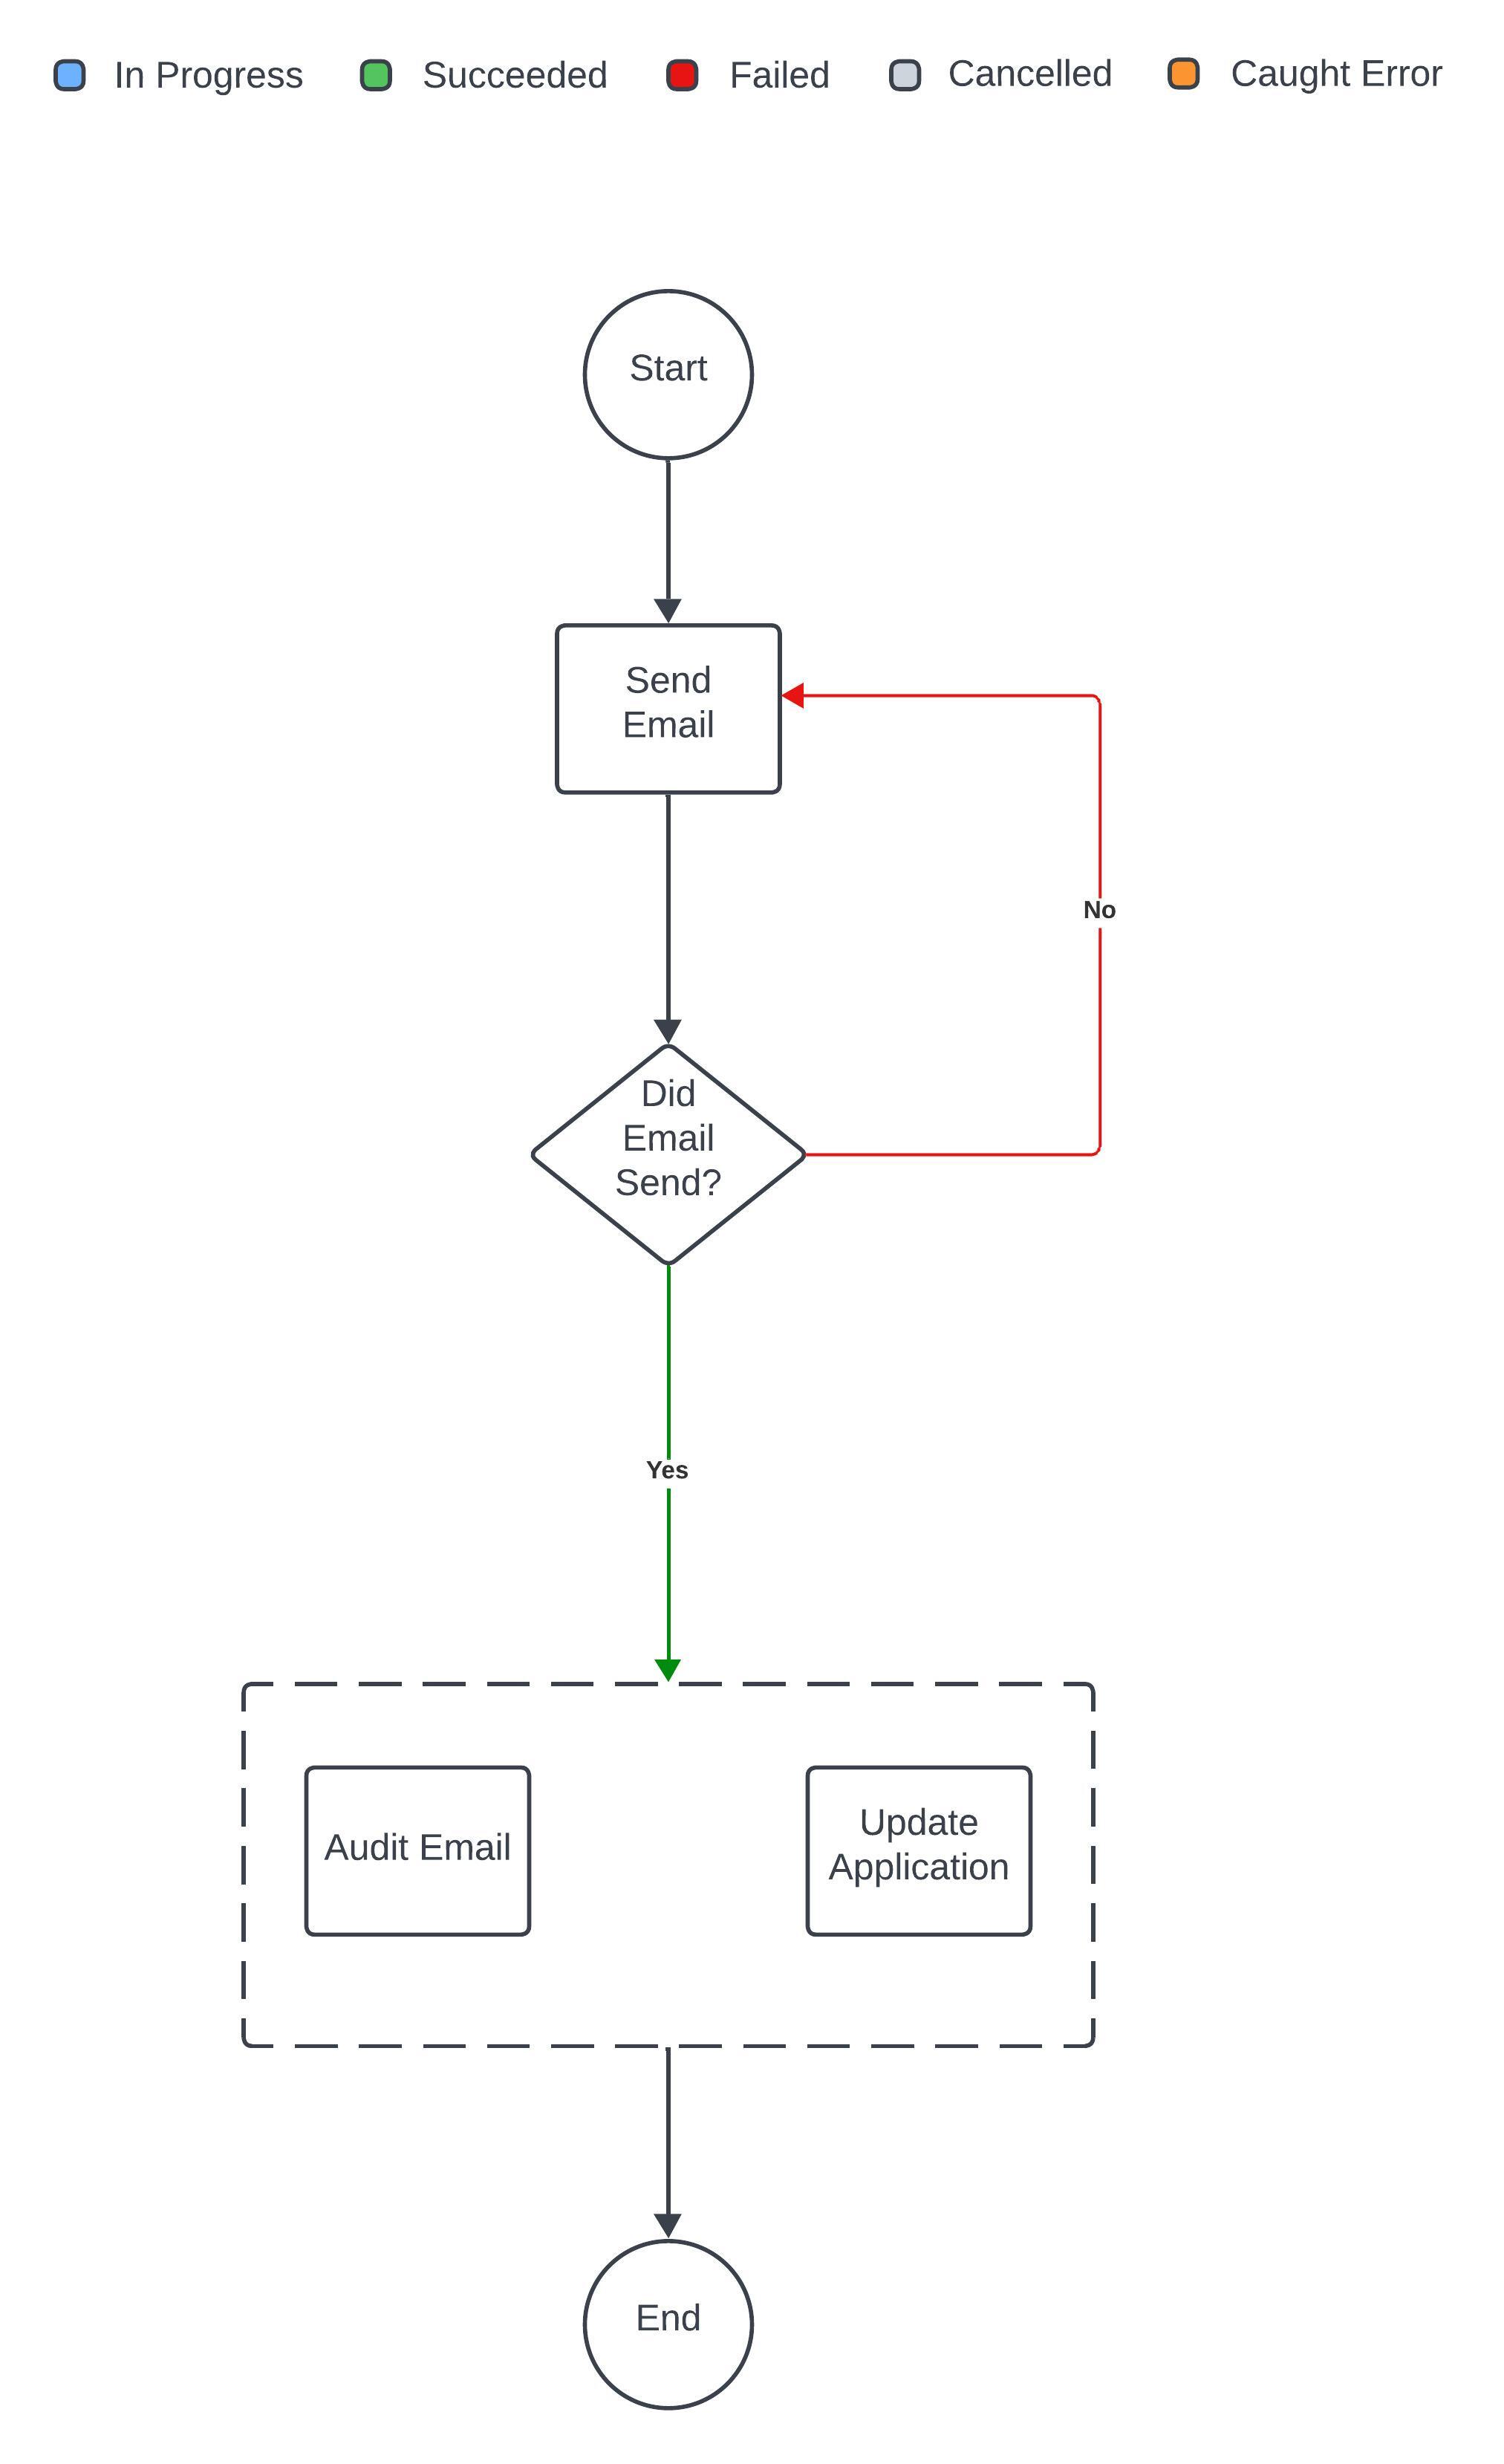 In Progress Succeeded Failed Cancelled Caught Error
Start
Send
Email
No
Did
Email
Send?
Yes
Audit Email
Update
Application
End